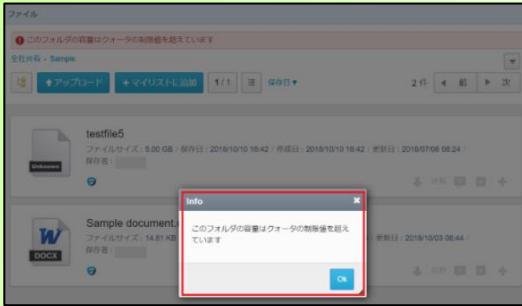 ファイル
このフォルダの容量はクォータの制限値を超えています
全社共有 - Sample
アップロード
+マイリストに追加
1/1
保存日▼
2件
◀ 前
▶ 次
testfile5
ファイルサイズ : 5.00 GB / 保存日 : 2018/10/10 16:42 / 作成日 : 2018/10/10 16:42 / 更新日 : 2018/07/06 08:24 /
保存者 :
Unknown
Info
×
このフォルダの容量はクォータの制限値を超え
ています
Ok
Sample document.
ファイルサイズ : 14.81 KB
更新日 : 2018/10/03 08:44 /
保存者 :
W
DOCX